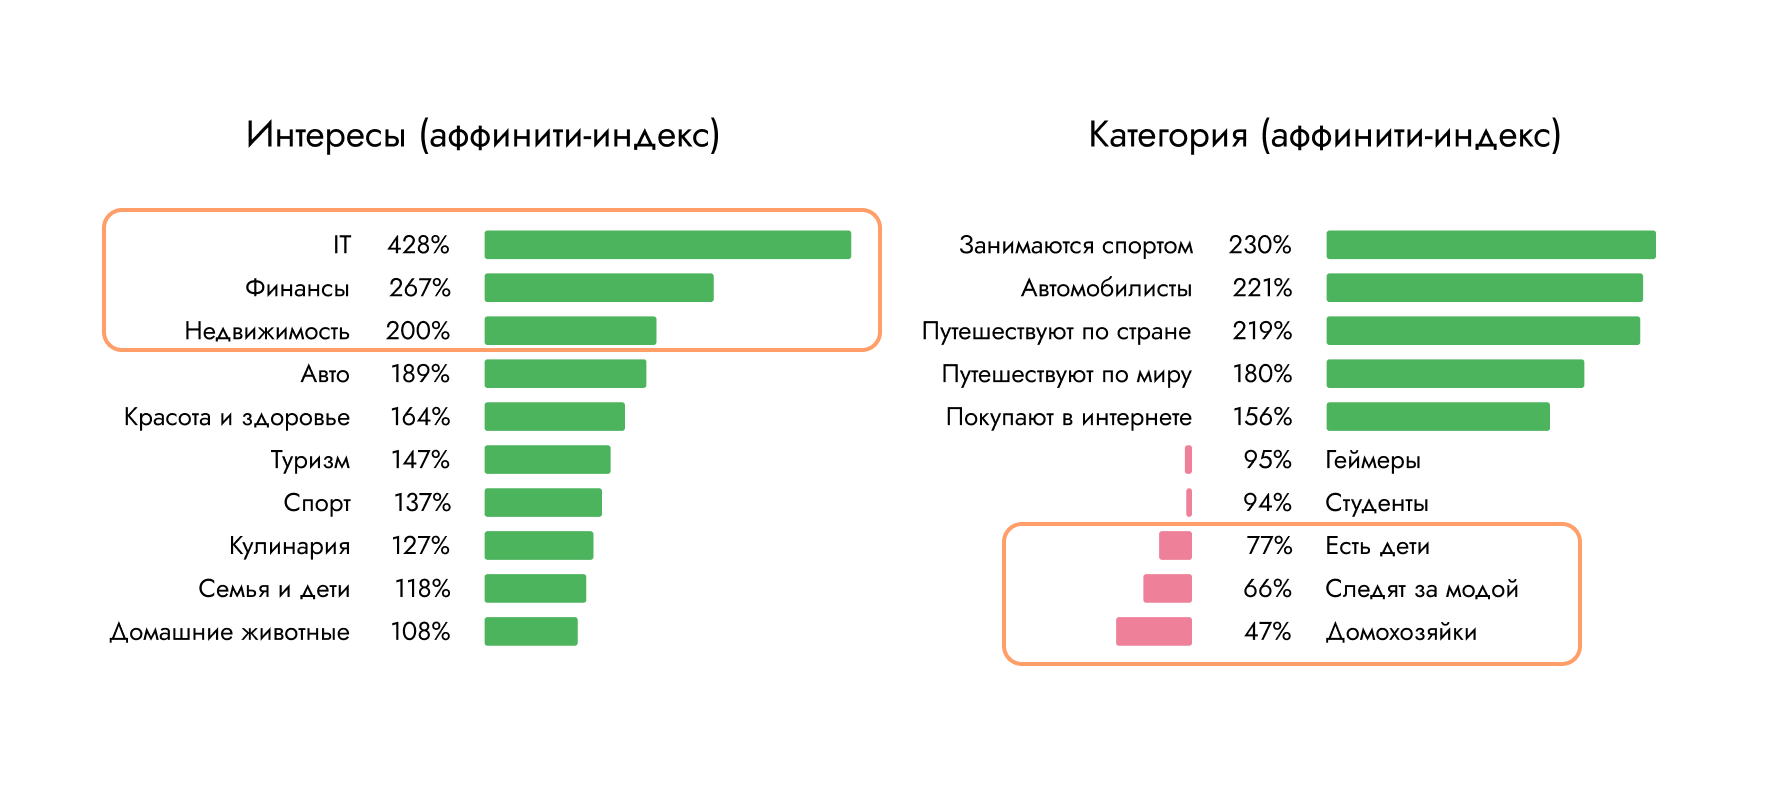 Интересы (аффинити-индекс)
IT 428%
Финансы 267%
Недвижимость 200%
Авто 189%
Красота и здоровье 164%
Туризм 147%
Спорт 137%
Кулинария 127%
Семья и дети 118%
Домашние животные 108%
Категория (аффинити-индекс)
Занимаются спортом 230%
Автомобилисты 221%
Путешествуют по стране 219%
Путешествуют по миру 180%
Покупают в интернете 156%
95% Геймеры
94% Студенты
77% Есть дети
66% Следят за модой
47% Домохозяйки